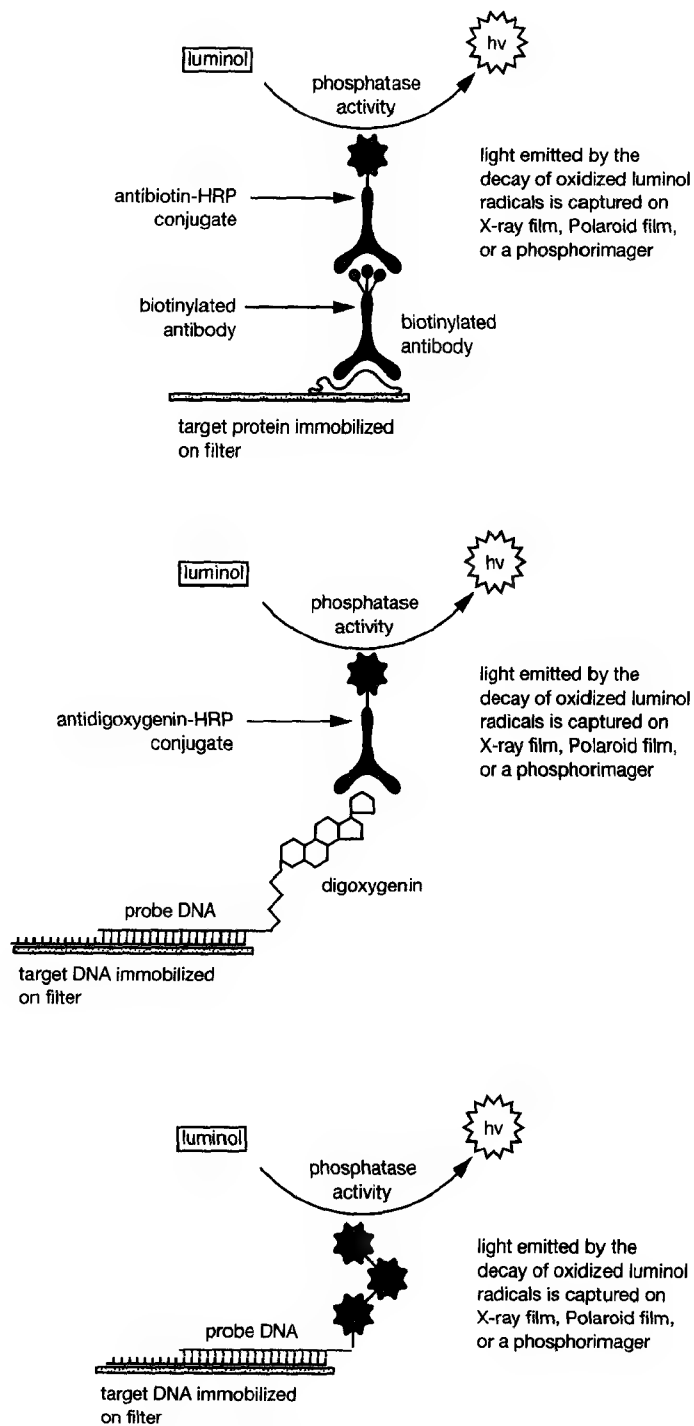 hv
luminol
phosphatase
activity
light emitted by the
decay of oxidized luminol
radicals is captured on
X-ray film, Polaroid film,
or a phosphorimager
antibiotin-HRP
conjugate
biotinylated
antibody
biotinylated
antibody
target protein immobilized
on filter
hv
luminol
phosphatase
activity
light emitted by the
decay of oxidized luminol
radicals is captured on
X-ray film, Polaroid film,
or a phosphorimager
antidigoxygenin-HRP
conjugate
digoxygenin
probe DNA
target DNA immobilized
on filter
hv
luminol
phosphatase
activity
light emitted by the
decay of oxidized luminol
radicals is captured on
X-ray film, Polaroid film,
or a phosphorimager
probe DNA
target DNA immobilized
on filter